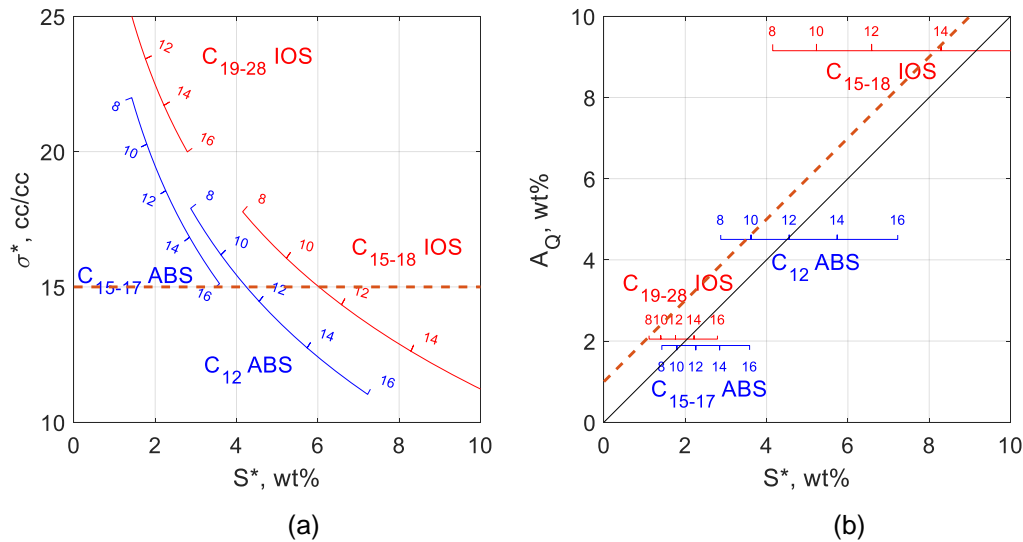 25
20
15
10
0
2
4
6
8
10
σ*, cc/cc
S*, wt%
C19-28 IOS
12
14
16
8
10
12
14
16
C15-17 ABS
8
10
12
14
16
C12 ABS
8
10
12
14
C15-18 IOS
(a)
10
8
6
4
2
0
0
2
4
6
8
10
AQ, wt%
S*, wt%
8 10 12 14
C15-18 IOS
8 10 12 14 16
C12 ABS
C19-28 IOS
8 10 12 14 16
8 10 12 14 16
C15-17 ABS
(b)